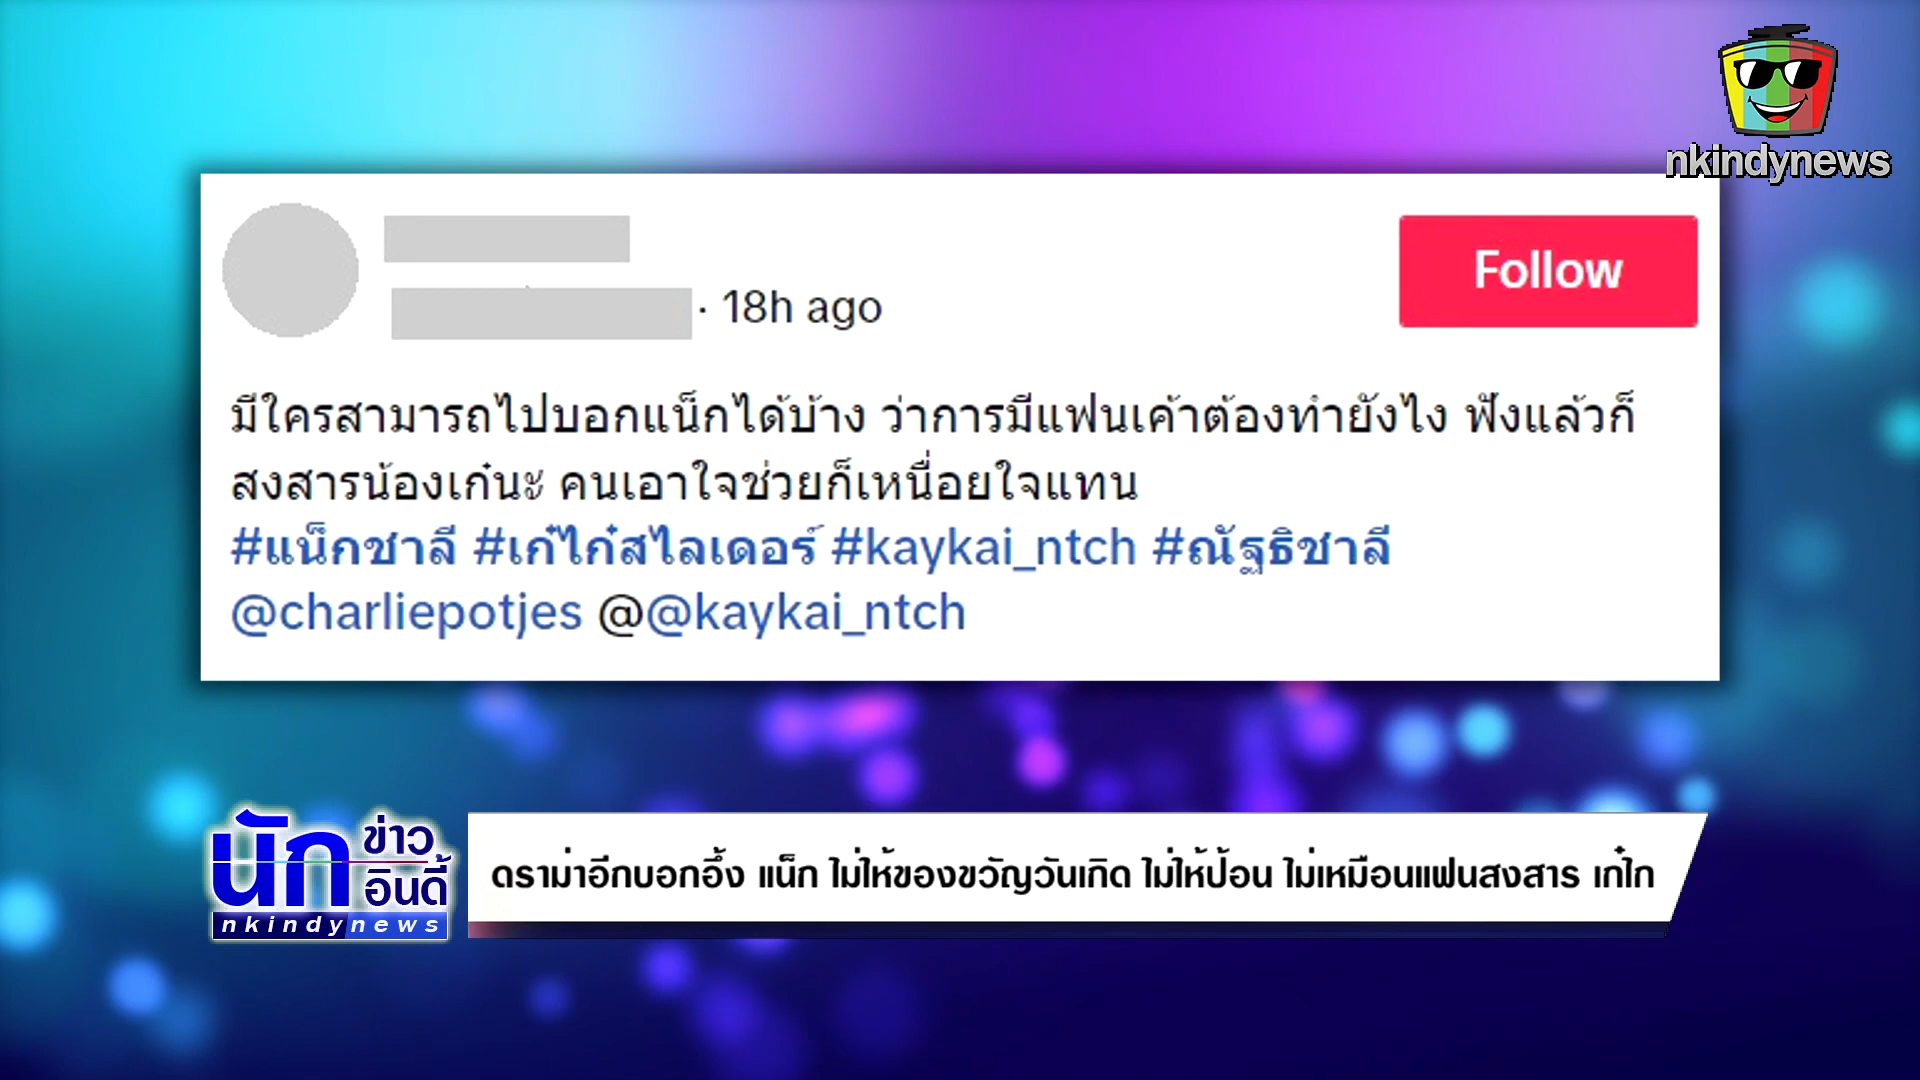 nkindynews
Follow
· 18h ago
มีใครสามารถไปบอกแน็กได้บ้าง ว่าการมีแฟนเค้าต้องทำยังไง ฟังแล้วก็
สงสารน้องเก๋นะ คนเอาใจช่วยก็เหนื่อยใจแทน
#แน็กชาลี #เก๋ไก๋สไลเดอร์ #kaykai_ntch #ณัฐธิชาลี
@charliepotjes @@kaykai_ntch
นักข่าวอินดี้
nkindynews
ดราม่าอีกบอกอึ้ง แน็ก ไม่ให้ของขวัญวันเกิด ไม่ให้ป้อน ไม่เหมือนแฟนสงสาร เก๋ไก